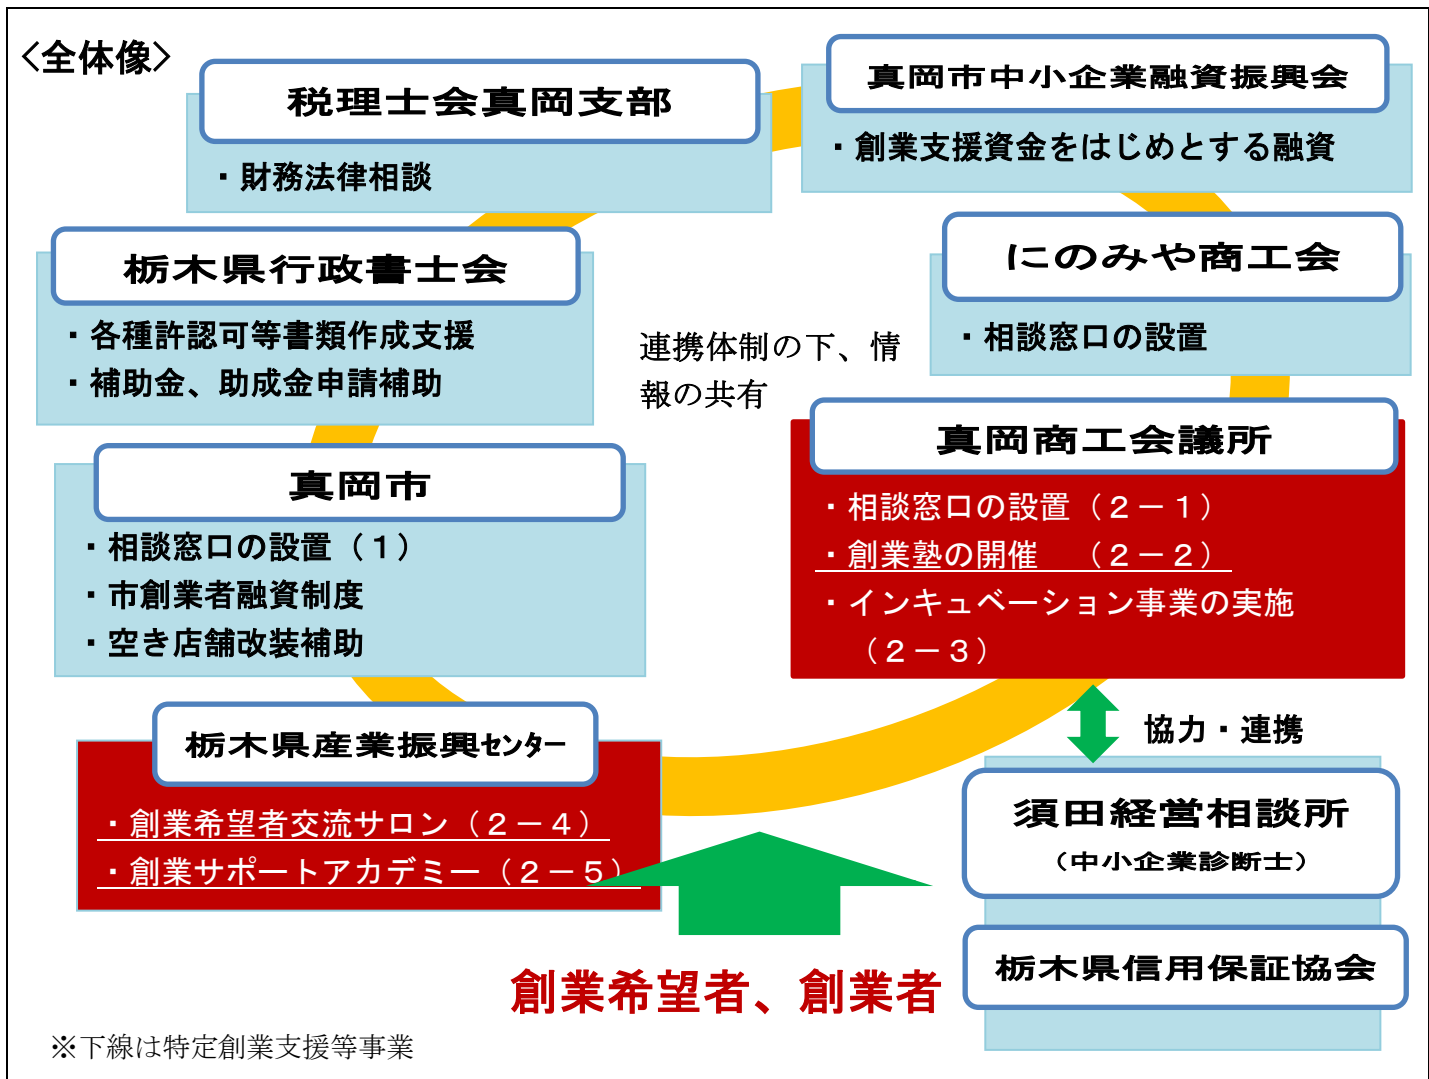 <全体像>
税理士会真岡支部
・財務法律相談
真岡市中小企業融資振興会
・創業支援資金をはじめとする融資
栃木県行政書士会
・各種許認可等書類作成支援
・補助金、助成金申請補助
にのみや商工会
・相談窓口の設置
連携体制の下、情
報の共有
真岡市
・相談窓口の設置（１）
・市創業者融資制度
・空き店舗改装補助
真岡商工会議所
・相談窓口の設置（２－１）
・創業塾の開催　（２－２）
・インキュベーション事業の実施
（２－３）
栃木県産業振興センター
・創業希望者交流サロン（２－４）
・創業サポートアカデミー（２－５）
協力・連携
須田経営相談所
（中小企業診断士）
栃木県信用保証協会
創業希望者、創業者
※下線は特定創業支援等事業